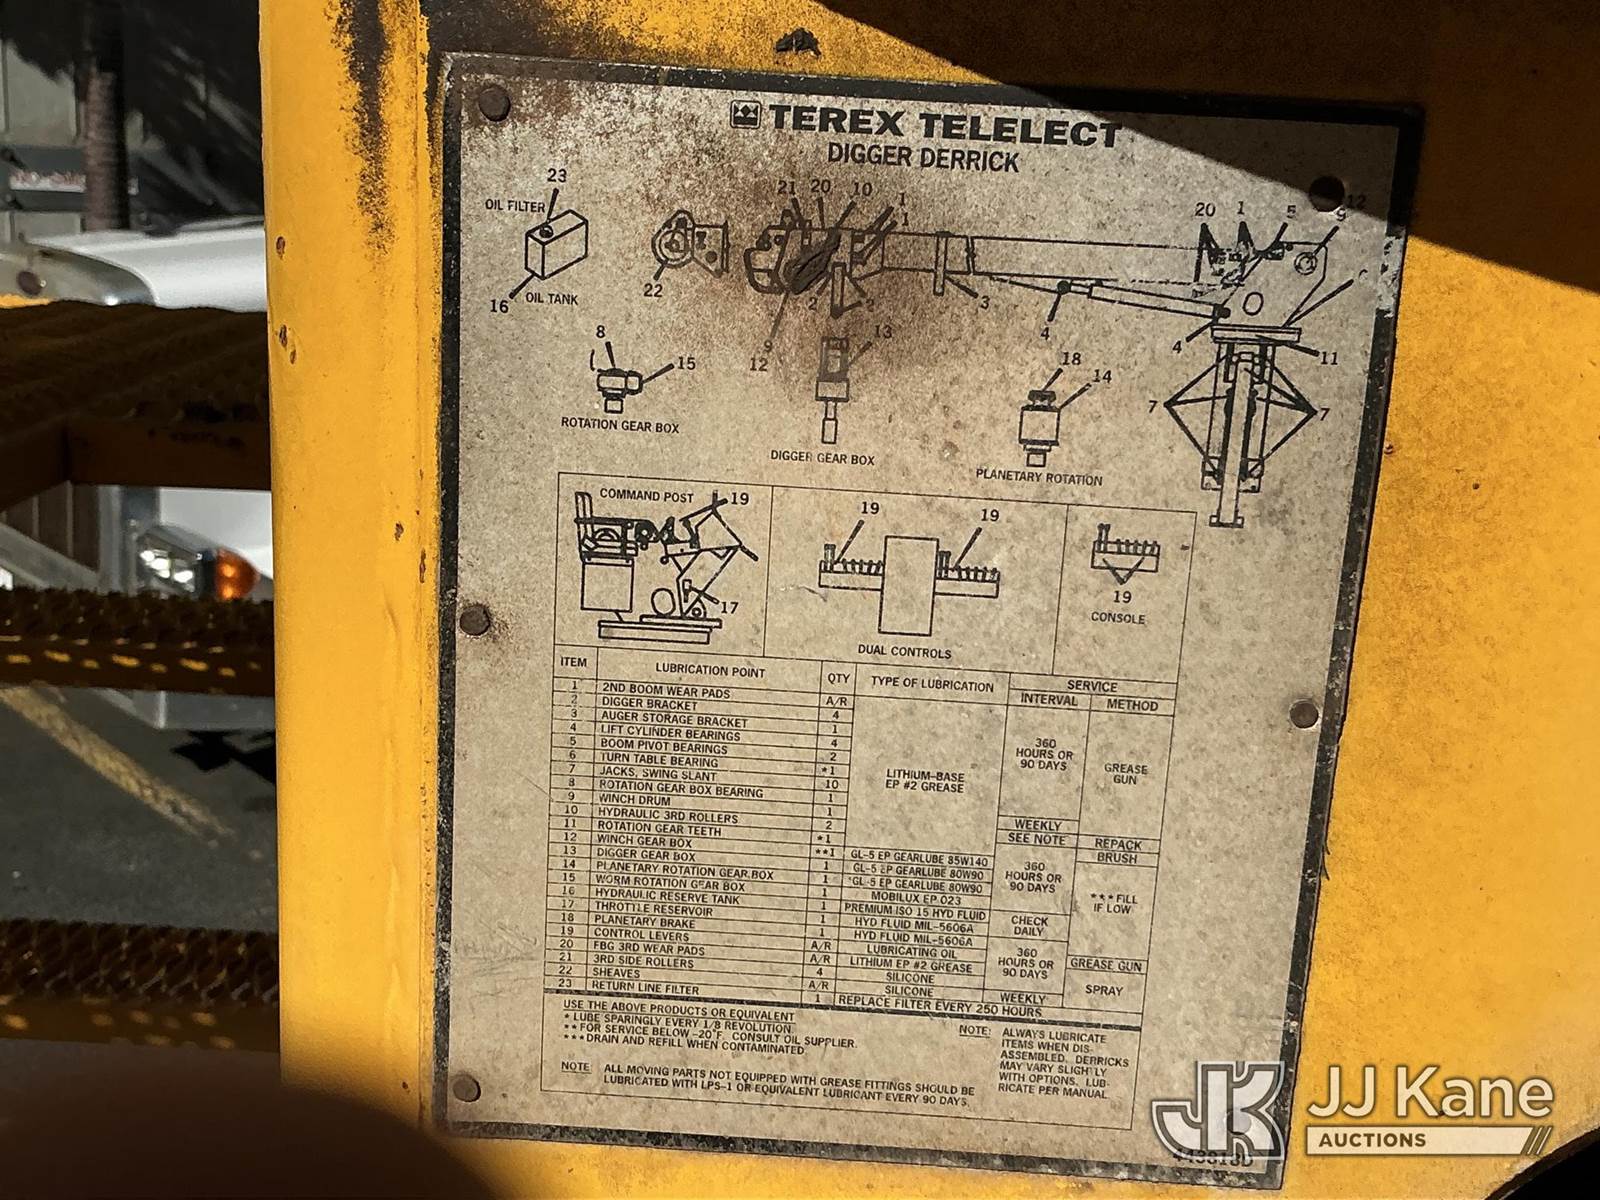 TEREX TELELECT
DIGGER DERRICK
23
OIL FILTER
16
OIL TANK
22
21 20 10 1
1
2 2
3
9
12
13
4
20 1 5 9 12
4
11
7 7
8
15
ROTATION GEAR BOX
DIGGER GEAR BOX
18
14
PLANETARY ROTATION
COMMAND POST
19
17
19
19
DUAL CONTROLS
19
CONSOLE
ITEM LUBRICATION POINT QTY TYPE OF LUBRICATION SERVICE
INTERVAL METHOD
1 2ND BOOM WEAR PADS A/R
2 DIGGER BRACKET 4
3 AUGER STORAGE BRACKET 1
4 LIFT CYLINDER BEARINGS 4
5 BOOM PIVOT BEARINGS 2
6 TURN TABLE BEARING *1
7 JACKS, SWING SLANT 10
8 ROTATION GEAR BOX BEARING 1
9 WINCH DRUM 1
10 HYDRAULIC 3RD ROLLERS 2
11 ROTATION GEAR TEETH *1
12 WINCH GEAR BOX **1
13 DIGGER GEAR BOX 1
14 PLANETARY ROTATION GEAR BOX 1
15 WORM ROTATION GEAR BOX 1
16 HYDRAULIC RESERVE TANK 1
17 THROTTLE RESERVOIR 1
18 PLANETARY BRAKE 1
19 CONTROL LEVERS A/R
20 FBG 3RD WEAR PADS A/R
21 3RD SIDE ROLLERS 4
22 SHEAVES A/R
23 RETURN LINE FILTER 1
LITHIUM-BASE
EP #2 GREASE
GL-5 EP GEARLUBE 85W140
GL-5 EP GEARLUBE 80W90
GL-5 EP GEARLUBE 80W90
MOBILUX EP 023
PREMIUM ISO 15 HYD FLUID
HYD FLUID MIL-5606A
HYD FLUID MIL-5606A
LUBRICATING OIL
LITHIUM EP #2 GREASE
SILICONE
SILICONE
REPLACE FILTER EVERY 250 HOURS
360
HOURS OR
90 DAYS
WEEKLY
SEE NOTE
360
HOURS OR
90 DAYS
CHECK
DAILY
360
HOURS OR
90 DAYS
WEEKLY
GREASE
GUN
REPACK
BRUSH
***FILL
IF LOW
GREASE GUN
SPRAY
USE THE ABOVE PRODUCTS OR EQUIVALENT
* LUBE SPARINGLY EVERY 1/8 REVOLUTION.
**FOR SERVICE BELOW -20°F. CONSULT OIL SUPPLIER.
***DRAIN AND REFILL WHEN CONTAMINATED.
NOTE: ALL MOVING PARTS NOT EQUIPPED WITH GREASE FITTINGS SHOULD BE
LUBRICATED WITH LPS-1 OR EQUIVALENT LUBRICANT EVERY 90 DAYS.
NOTE: ALWAYS LUBRICATE
ITEMS WHEN DIS-
ASSEMBLED. DERRICKS
MAY VARY SLIGHTLY
WITH OPTIONS. LUB-
RICATE PER MANUAL
JK
JJ Kane
AUCTIONS